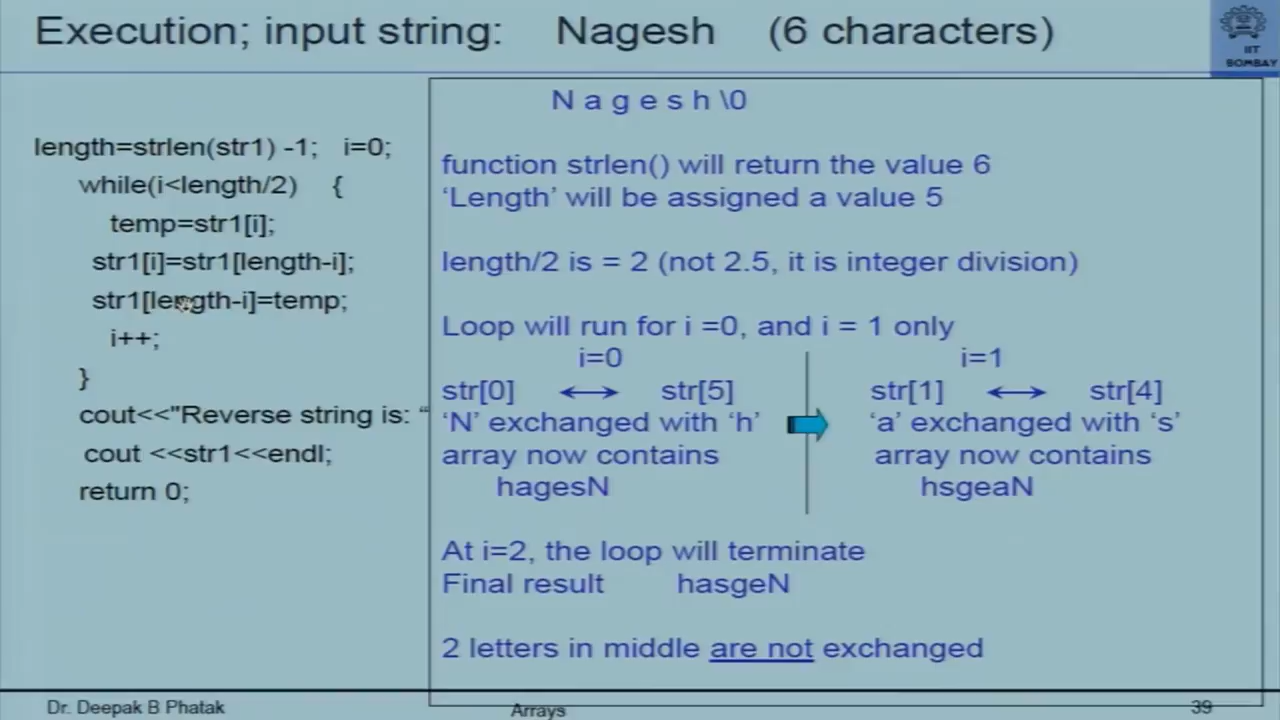 Execution; input string: Nagesh (6 characters)
IIT
BOMBAY
length=strlen(str1) -1; i=0;
while(i<length/2) {
temp=str1[i];
str1[i]=str1[length-i];
str1[length-i]=temp;
i++;
}
cout<<"Reverse string is: “
cout <<str1<<endl;
return 0;
N a g e s h \0
function strlen() will return the value 6
‘Length’ will be assigned a value 5
length/2 is = 2 (not 2.5, it is integer division)
Loop will run for i =0, and i = 1 only
i=0
str[0] ⟷ str[5]
‘N’ exchanged with ‘h’
array now contains
hagesN
i=1
str[1] ⟷ str[4]
‘a’ exchanged with ‘s’
array now contains
hsgeaN
At i=2, the loop will terminate
Final result hasgeN
2 letters in middle are not exchanged
Dr. Deepak B Phatak Arrays 39